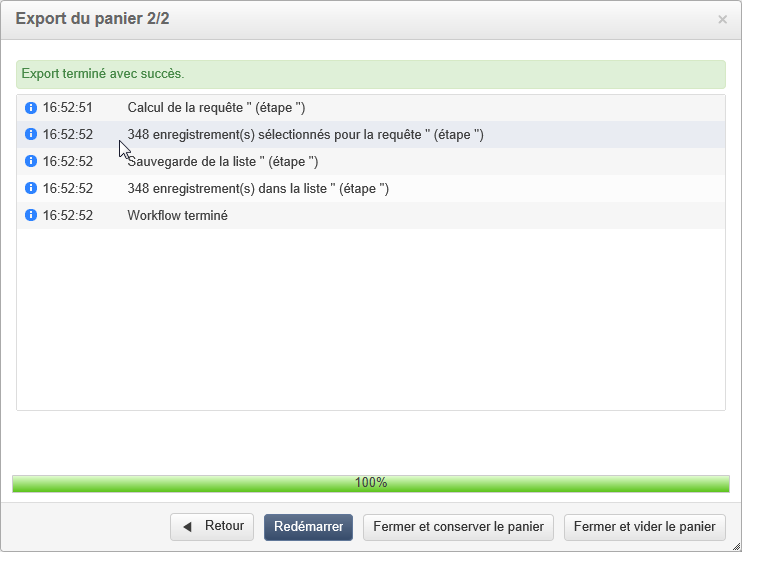 Export du panier 2/2
×
Export terminé avec succès.
16:52:51 Calcul de la requête '' (étape '')
16:52:52 348 enregistrement(s) sélectionnés pour la requête '' (étape '')
16:52:52 Sauvegarde de la liste '' (étape '')
16:52:52 348 enregistrement(s) dans la liste '' (étape '')
16:52:52 Workflow terminé
100%
Retour Redémarrer Fermer et conserver le panier Fermer et vider le panier